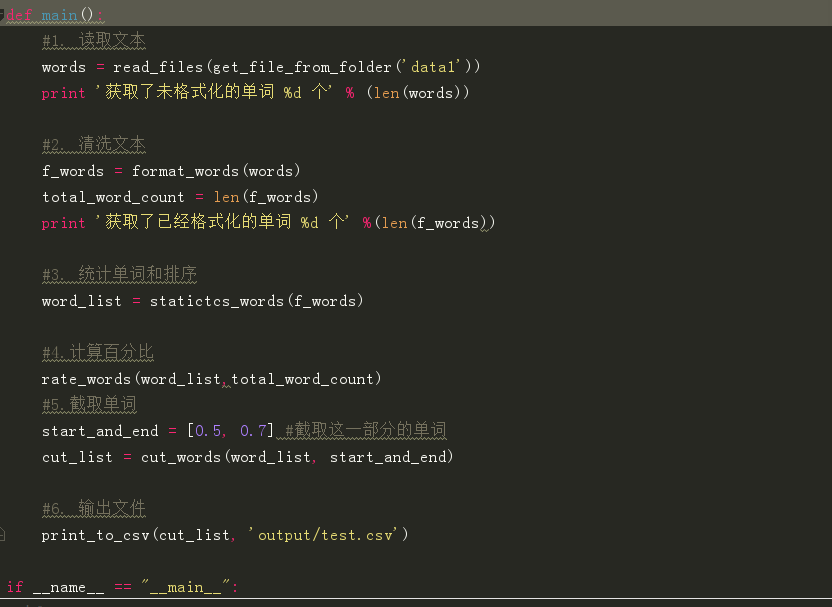 def main():
#1. 读取文本
words = read_files(get_file_from_folder('data1'))
print '获取了未格式化的单词 %d 个' % (len(words))
#2. 清洗文本
f_words = format_words(words)
total_word_count = len(f_words)
print '获取了已经格式化的单词 %d 个' %(len(f_words))
#3. 统计单词和排序
word_list = statictcs_words(f_words)
#4.计算百分比
rate_words(word_list,total_word_count)
#5.截取单词
start_and_end = [0.5, 0.7] #截取这一部分的单词
cut_list = cut_words(word_list, start_and_end)
#6. 输出文件
print_to_csv(cut_list, 'output/test.csv')
if __name__ == "__main__":